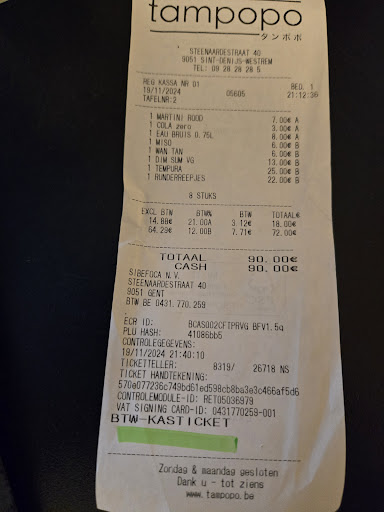 tampopo
タンポポ
STEENAARDESTRAAT 40
9051 SINT-DENIJS-WESTREM
TEL: 09 28 28 28 5
REG KASSA NR 01 BED. 1
19/11/2024 05605 21:12:20
TAFELNR:2
1 MARTINI ROOD 7.00€ A
1 COLA zero 3.00€ A
1 EAU BRUIS 0.75L 8.00€ A
1 MISO 6.00€ B
1 WAN TAN 6.00€ B
1 DIM SUM VG 13.00€ B
1 TEMPURA 25.00€ B
1 RUNDERREEPJES 22.00€ B
8 STUKS
EXCL BTW BTW% BTW TOTAAL€
14.88€ 21.00A 3.12€ 18.00€
64.29€ 12.00B 7.71€ 72.00€
TOTAAL 90.00€
CASH 90.00€
SIBEFOCA N.V.
STEENAARDESTRAAT 40
9051 GENT
BTW BE 0431.770.259
ECR ID: BCAS002CFTPRVG BFV1.5q
PLU HASH: 41086bb5
CONTROLEGEGEVENS:
19/11/2024 21:40:10
TICKETTELLER: 8319/ 26718 NS
TICKET HANDTEKENING:
570e077236c749bd61ed598cb8ba3e3c466af5d6
CONTROLEMODULE-ID: RET05036979
VAT SIGNING CARD-ID: 0431770259-001
BTW-KASTICKET
Zondag & maandag gesloten
Dank u - tot ziens
www.tampopo.be